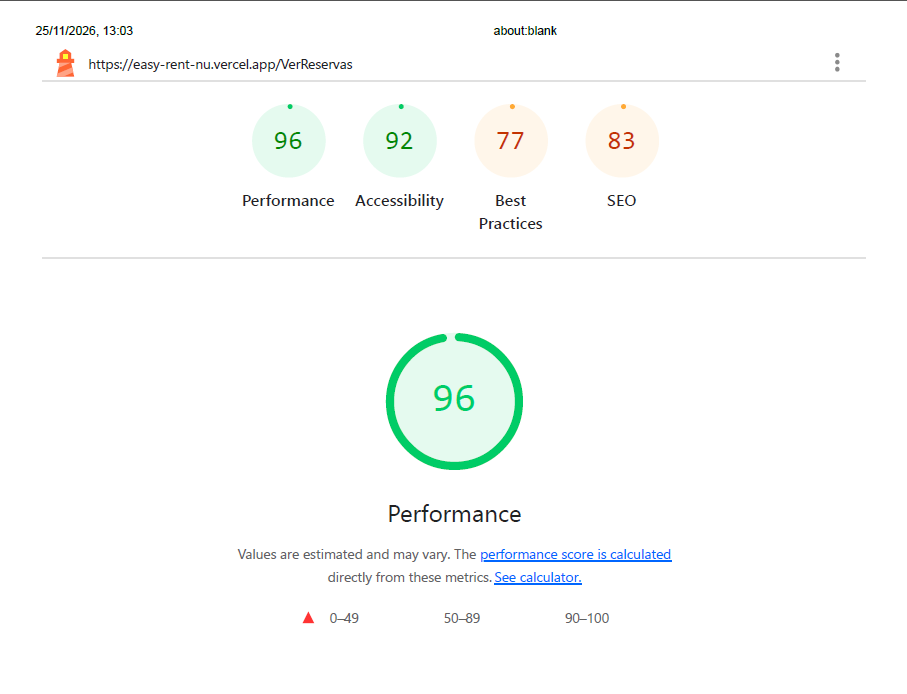 25/11/2026, 13:03 about:blank
https://easy-rent-nu.vercel.app/VerReservas
96 92 77 83
Performance Accessibility Best Practices SEO
96
Performance
Values are estimated and may vary. The performance score is calculated
directly from these metrics. See calculator.
0–49 50–89 90–100